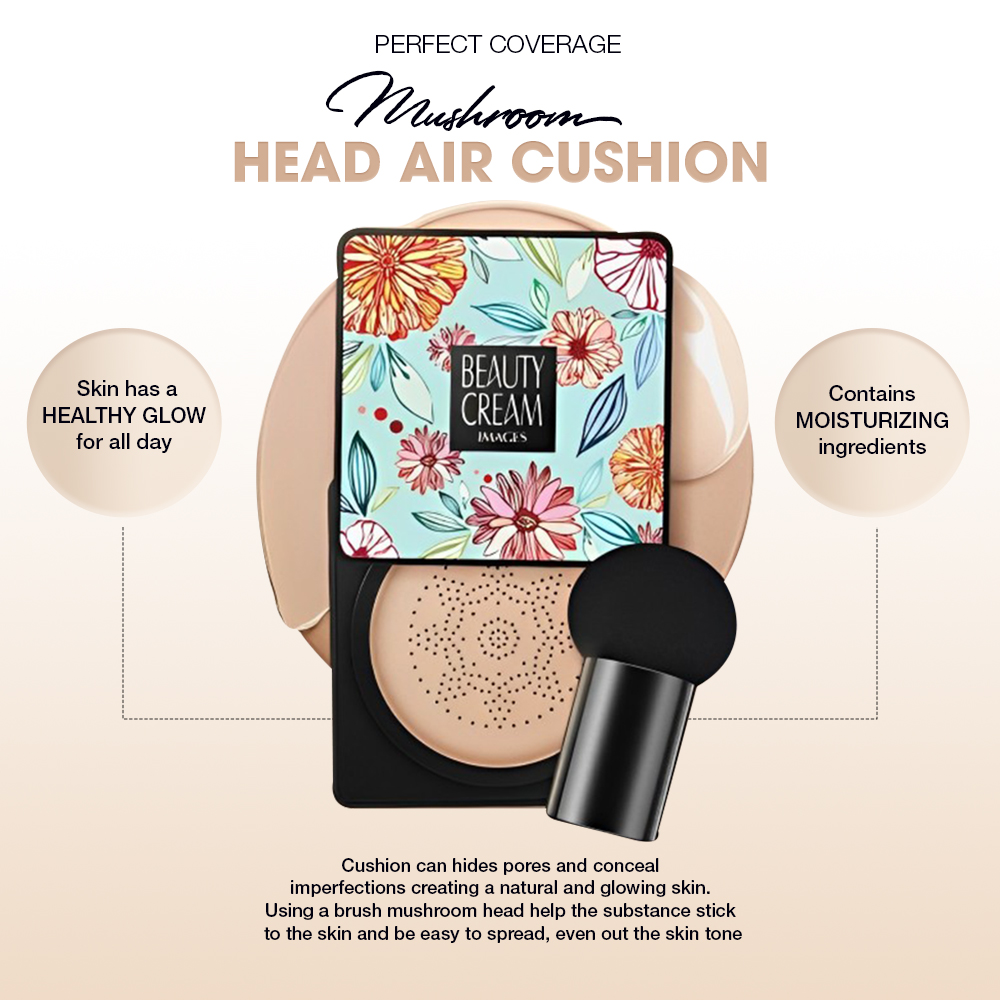 PERFECT COVERAGE
Mushroom
HEAD AIR CUSHION
BEAUTY
CREAM
IMAGES
Skin has a
HEALTHY GLOW
for all day
Contains
MOISTURIZING
ingredients
Cushion can hides pores and conceal
imperfections creating a natural and glowing skin.
Using a brush mushroom head help the substance stick
to the skin and be easy to spread, even out the skin tone